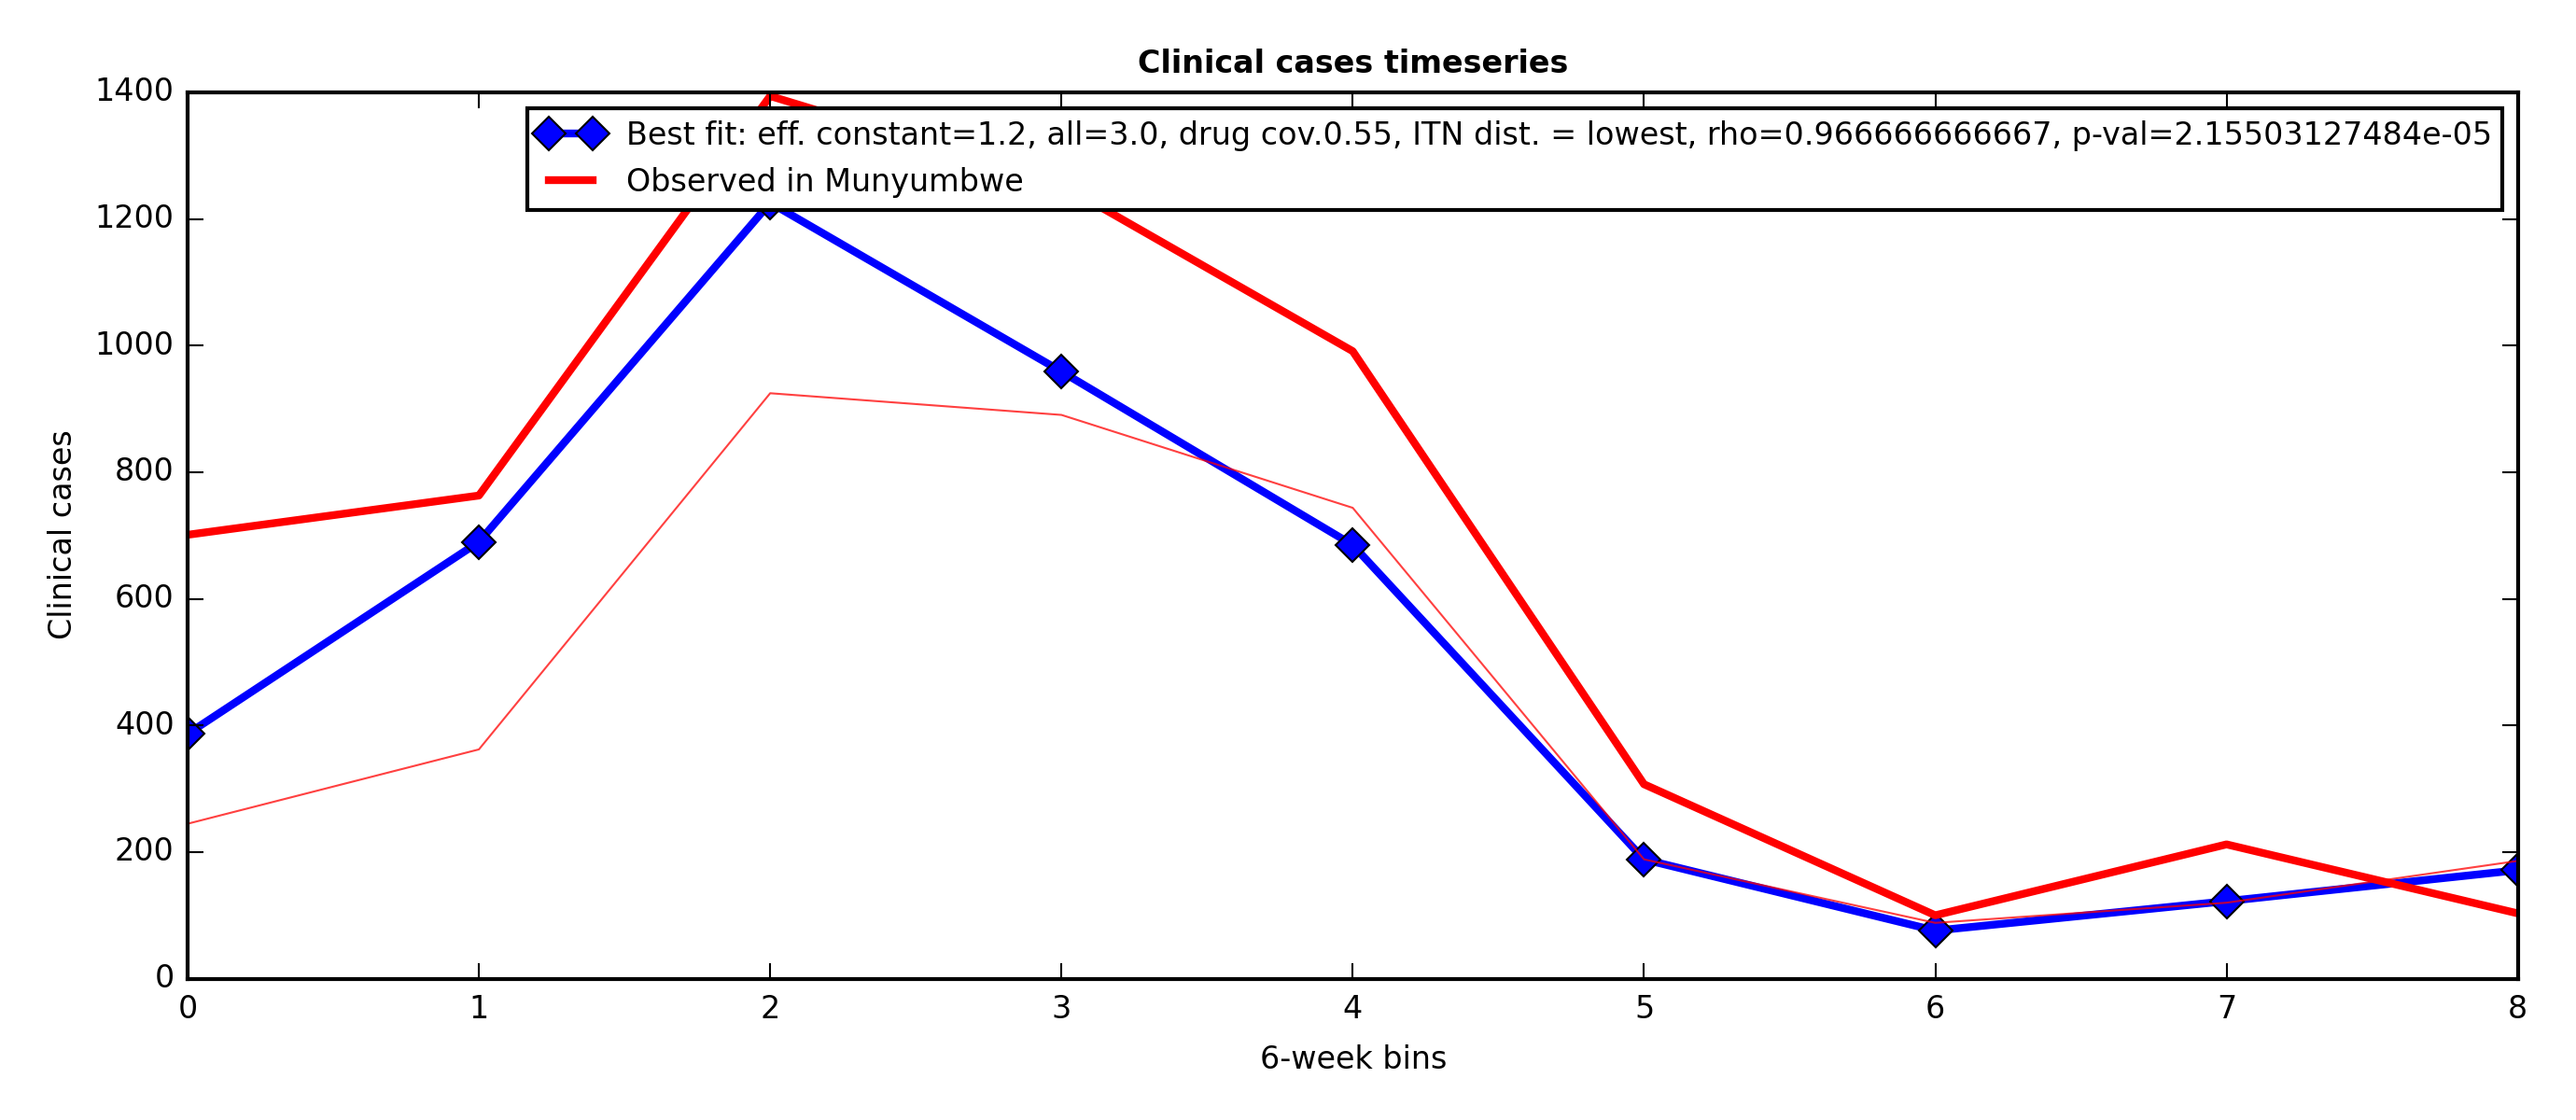 Clinical cases timeseries
Best fit: eff. constant=1.2, all=3.0, drug cov.0.55, ITN dist. = lowest, rho=0.966666666667, p-val=2.15503127484e-05
Observed in Munyumbwe
Clinical cases
1400
1200
1000
800
600
400
200
0
0 1 2 3 4 5 6 7 8
6-week bins